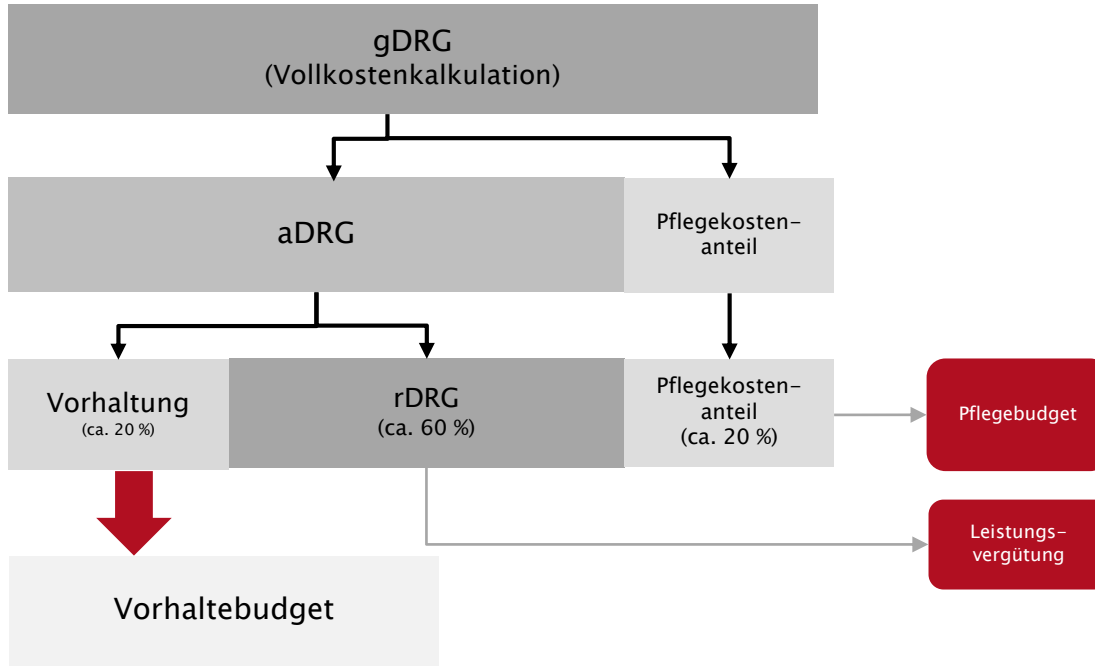 gDRG
(Vollkostenkalkulation)
aDRG
Pflegekosten-
anteil
Vorhaltung
(ca. 20 %)
rDRG
(ca. 60 %)
Pflegekosten-
anteil
(ca. 20 %)
Pflegebudget
Leistungs-
vergütung
Vorhaltebudget